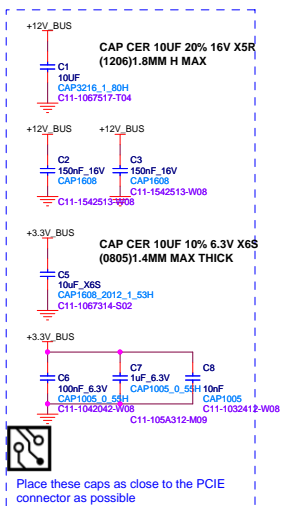 +12V_BUS
CAP CER 10UF 20% 16V X5R
(1206)1.8MM H MAX
C1
10UF
CAP3216_1_80H
C11-1067517-T04
+12V_BUS
+12V_BUS
C2
150nF_16V
CAP1608
C11-1542513-W08
C3
150nF_16V
CAP1608
C11-1542513-W08
+3.3V_BUS
CAP CER 10UF 10% 6.3V X6S
(0805)1.4MM MAX THICK
C5
10uF_X6S
CAP1608_2012_1_53H
C11-1067314-S02
+3.3V_BUS
C6
100nF_6.3V
CAP1005_0_55H
C11-1042042-W08
C7
1uF_6.3V
CAP1005_0_55H
C11-105A312-M09
C8
10nF
CAP1005
C11-1032412-W08
Place these caps as close to the PCIE
connector as possible